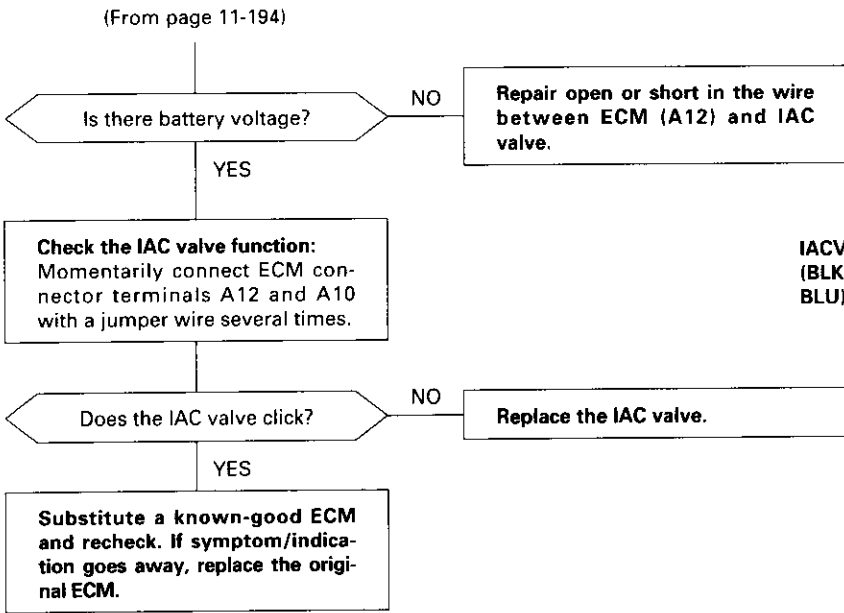 (From page 11-194)
Is there battery voltage?
NO
Repair open or short in the wire
between ECM (A12) and IAC
valve.
YES
Check the IAC valve function:
Momentarily connect ECM con-
nector terminals A12 and A10
with a jumper wire several times.
IACV
(BLK
BLU)
Does the IAC valve click?
NO
Replace the IAC valve.
YES
Substitute a known-good ECM
and recheck. If symptom/indica-
tion goes away, replace the origi-
nal ECM.